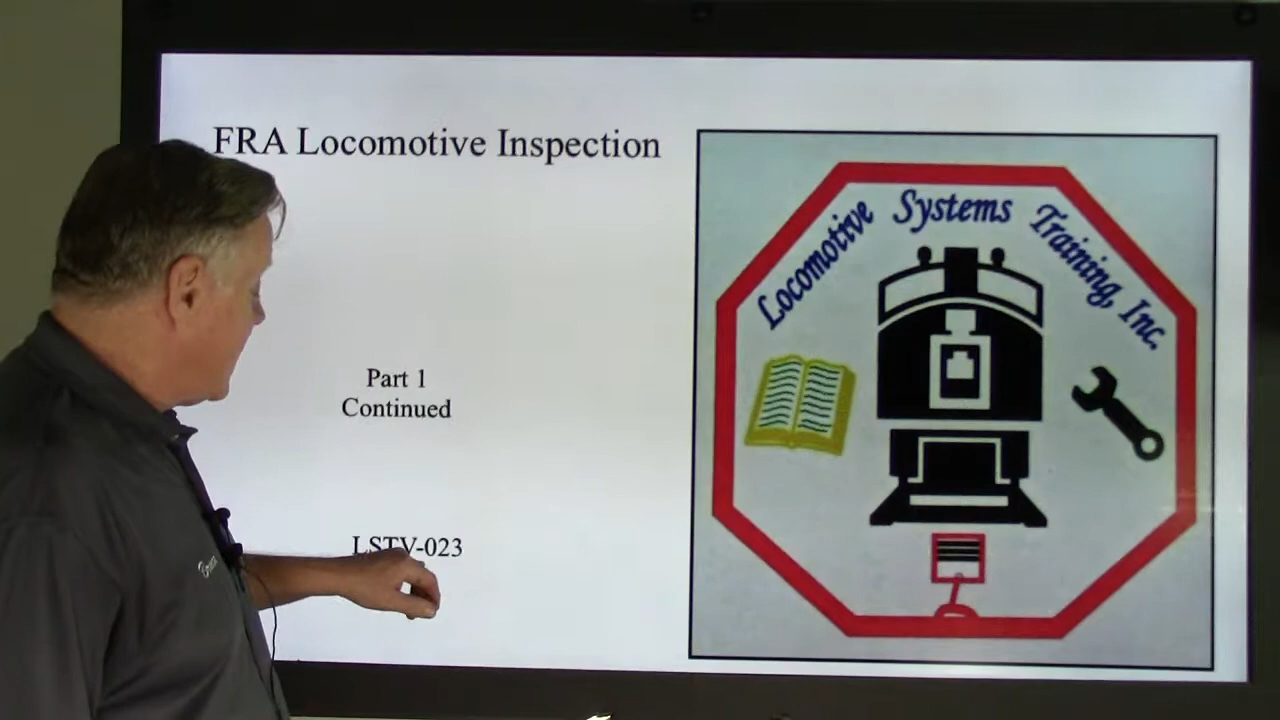 FRA Locomotive Inspection
Part 1
Continued
LSTV-023
Locomotive Systems Training, Inc.